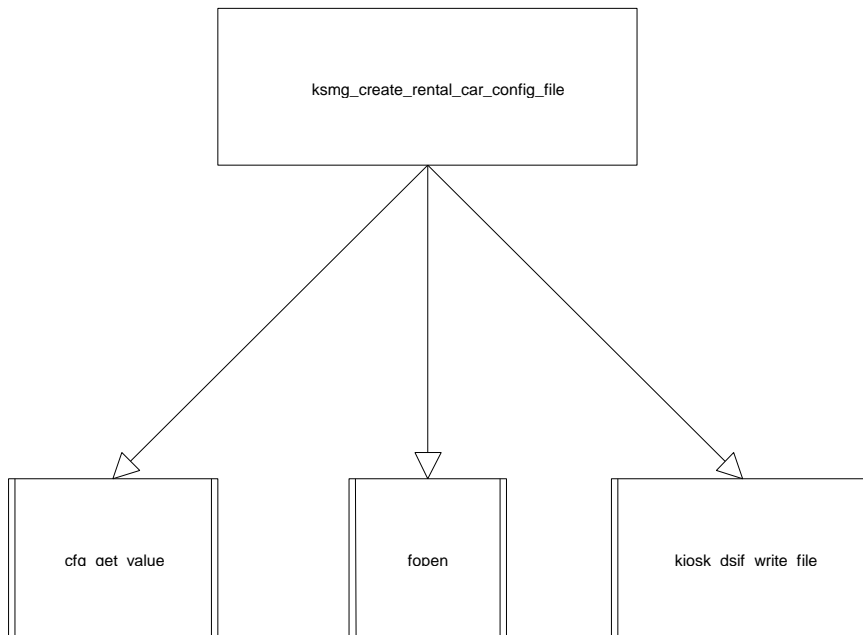 ksmg_create_rental_car_config_file
cfg_get_value
fopen
kiosk_dsif_write_file